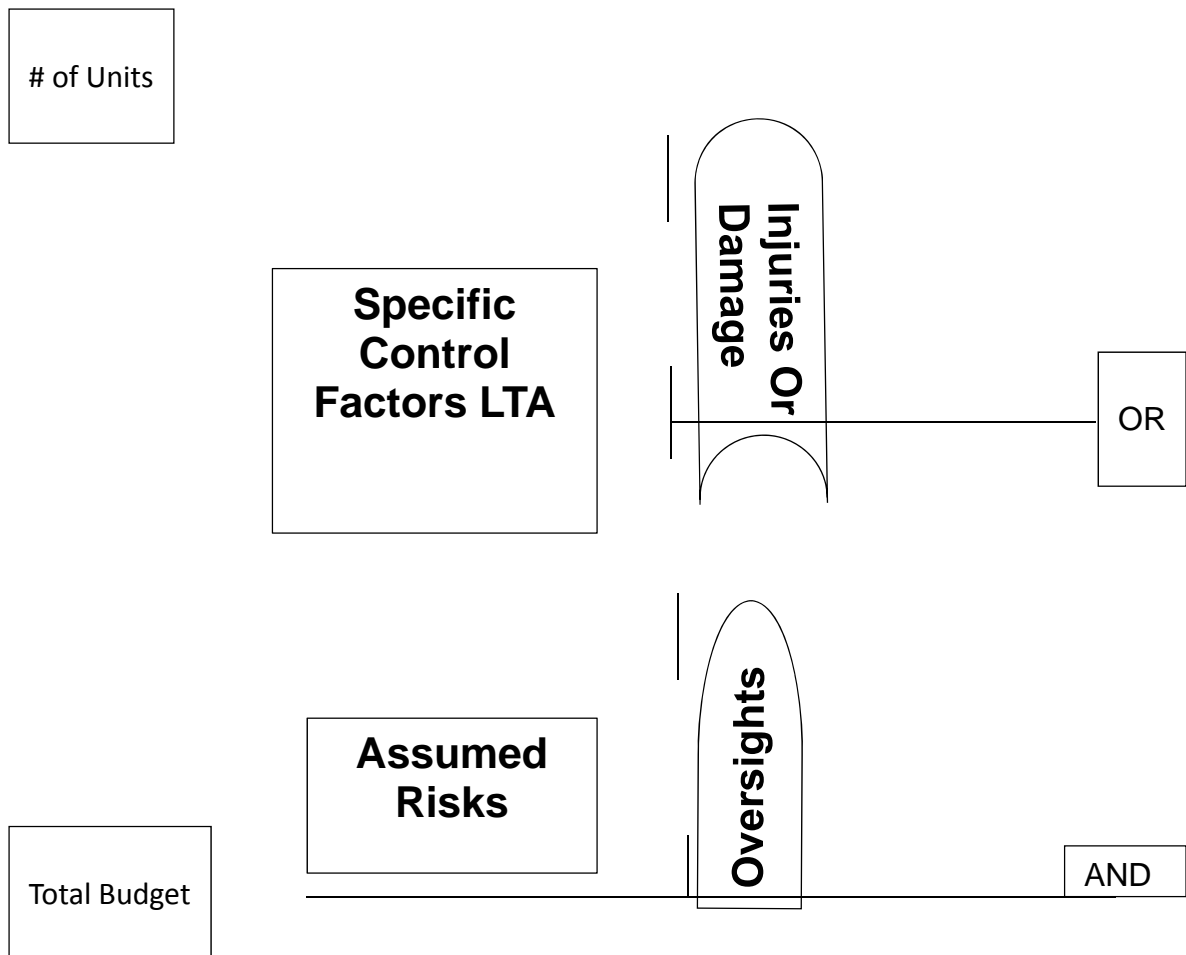 # of Units
Specific
Control
Factors LTA
Injuries Or
Damage
OR
Assumed
Risks
Oversights
Total Budget
AND